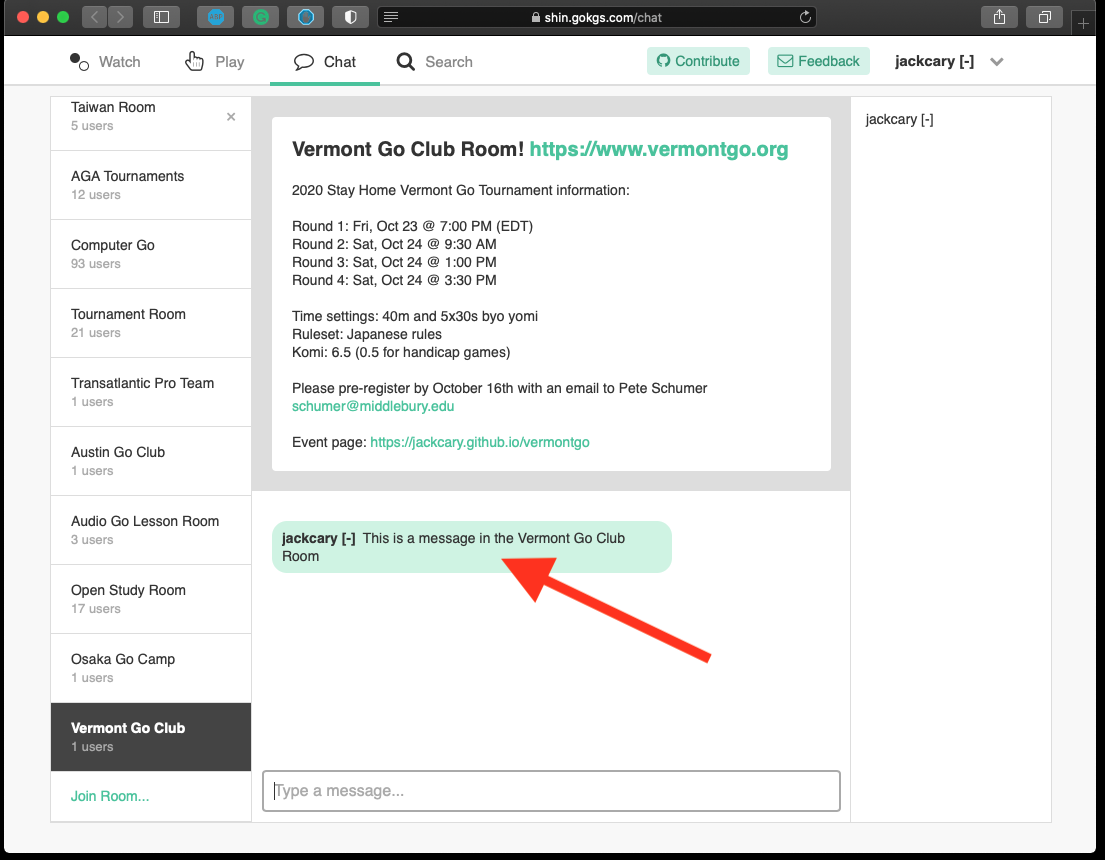 shin.gokgs.com/chat
Watch
Play
Chat
Search
Contribute
Feedback
jackcary [-]
Taiwan Room
5 users
AGA Tournaments
12 users
Computer Go
93 users
Tournament Room
21 users
Transatlantic Pro Team
1 users
Austin Go Club
1 users
Audio Go Lesson Room
3 users
Open Study Room
17 users
Osaka Go Camp
1 users
Vermont Go Club
1 users
Join Room...
Vermont Go Club Room! https://www.vermontgo.org
2020 Stay Home Vermont Go Tournament information:
Round 1: Fri, Oct 23 @ 7:00 PM (EDT)
Round 2: Sat, Oct 24 @ 9:30 AM
Round 3: Sat, Oct 24 @ 1:00 PM
Round 4: Sat, Oct 24 @ 3:30 PM
Time settings: 40m and 5x30s byo yomi
Ruleset: Japanese rules
Komi: 6.5 (0.5 for handicap games)
Please pre-register by October 16th with an email to Pete Schumer
schumer@middlebury.edu
Event page: https://jackcary.github.io/vermontgo
jackcary [-] This is a message in the Vermont Go Club
Room
Type a message...
jackcary [-]